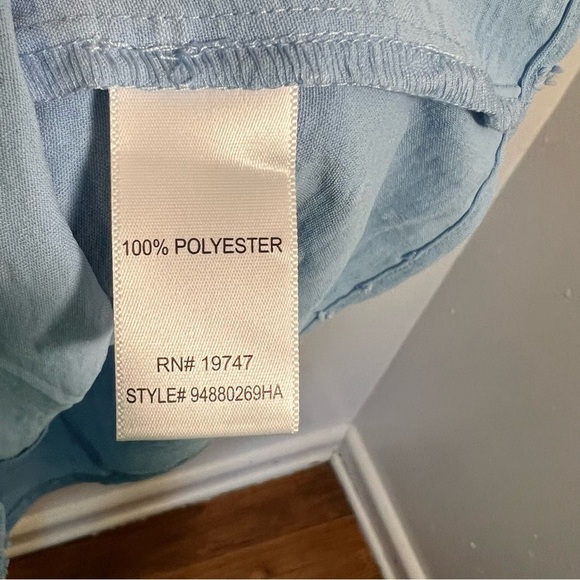 100% POLYESTER
RN# 19747
STYLE# 94880269HA